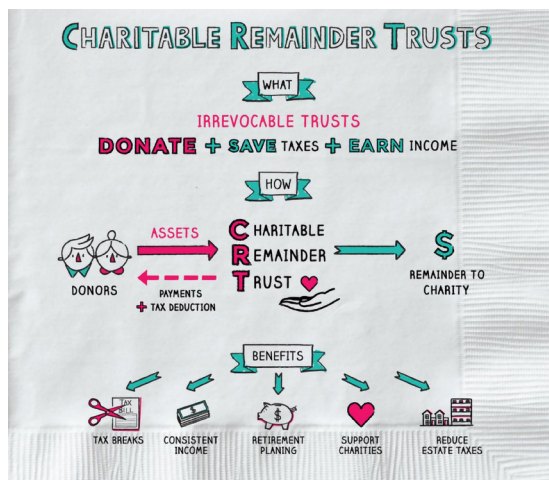 CHARITABLE REMAINDER TRUSTS
WHAT
IRREVOCABLE TRUSTS
DONATE + SAVE TAXES + EARN INCOME
HOW
ASSETS
CHARITABLE
REMAINDER
TRUST
$
DONORS
PAYMENTS
+ TAX DEDUCTION
REMAINDER TO
CHARITY
BENEFITS
TAX
BILL
$
TAX BREAKS
CONSISTENT
INCOME
RETIREMENT
PLANING
SUPPORT
CHARITIES
REDUCE
ESTATE TAXES